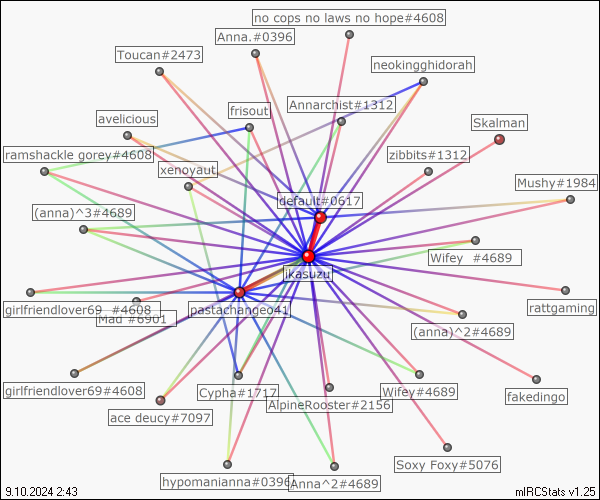 no cops no laws no hope#4608
Anna.#0396
Toucan#2473
neokingghidorah
frisout
Annarchist#1312
avelicious
Skalman
ramshackle gorey#4608
zibbits#1312
xenoyaut
Mushy#1984
default#0617
(anna)^3#4689
Wifey #4689
ikasuzu
girlfriendlover69 #4608
Mad #6901
pastachangeo41
rattgaming
(anna)^2#4689
girlfriendlover69#4608
Cypha#1717
Wifey#4689
fakedingo
AlpineRooster#2156
ace deucy#7097
Soxy Foxy#5076
hypomanianna#0396
Anna^2#4689
9.10.2024 2:43
mIRCStats v1.25